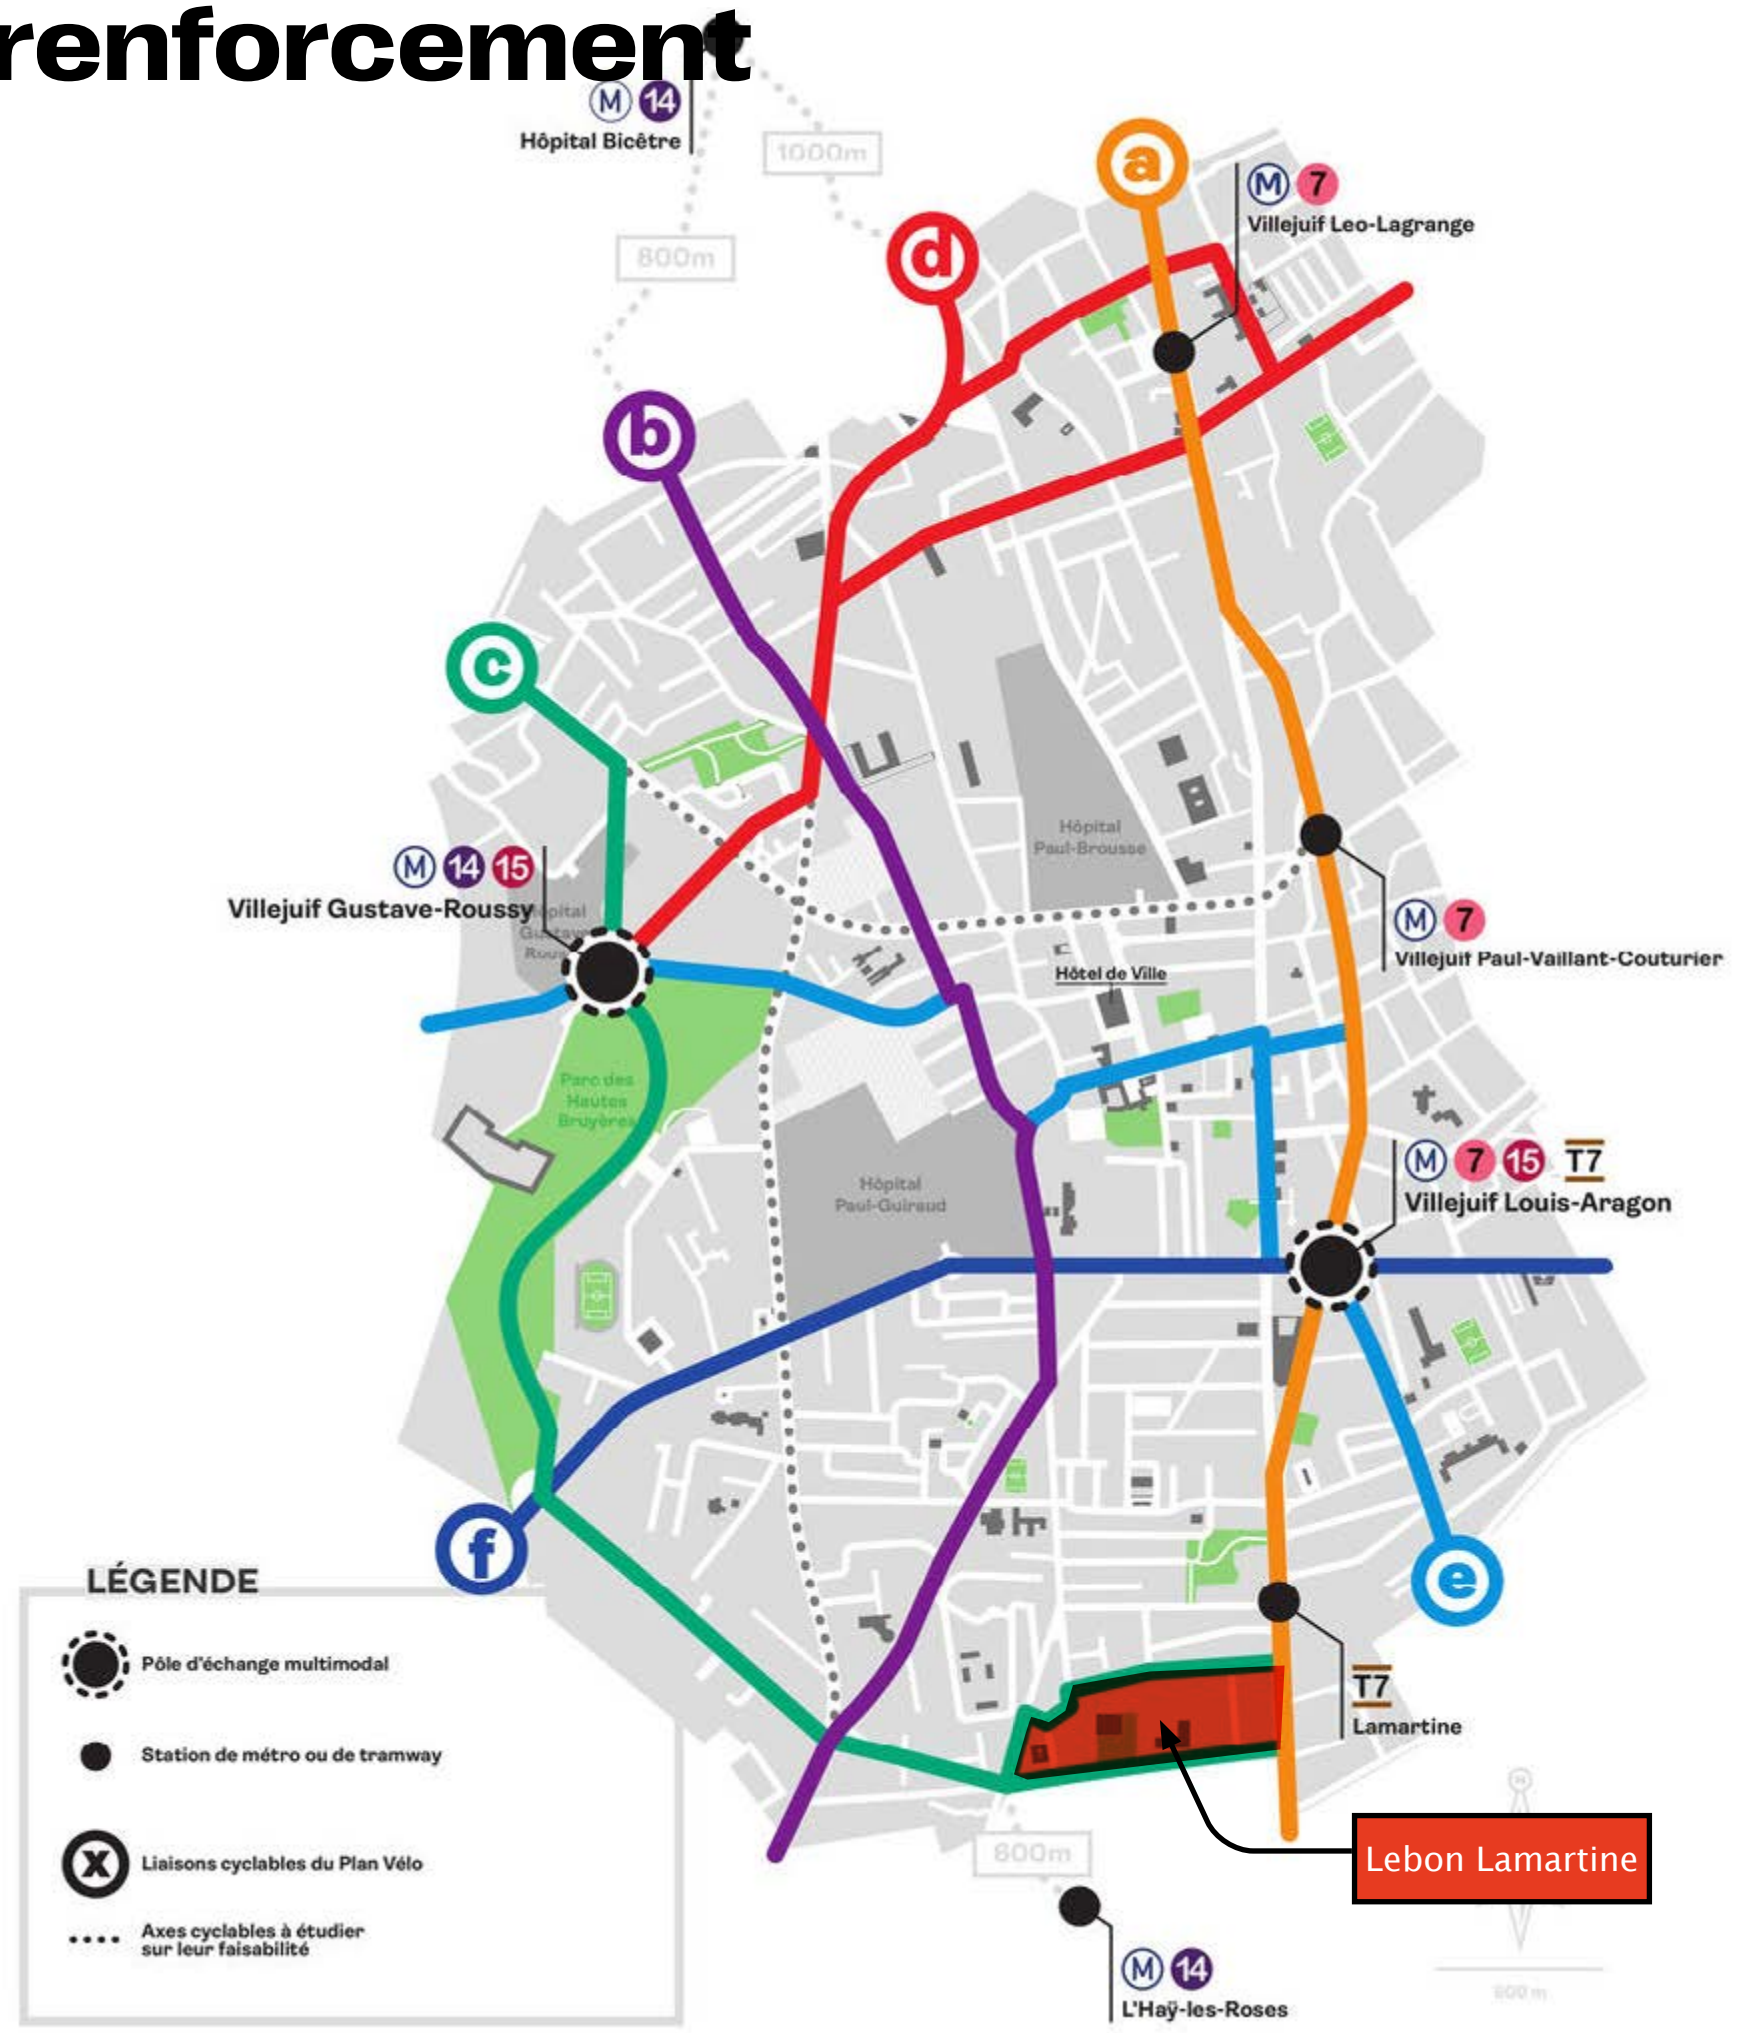 renforcement
M 14
Hôpital Bicêtre
1000m
800m
a
d
M 7
Villejuif Leo-Lagrange
b
c
Hôpital
Paul-Brousse
M 14 15
Villejuif Gustave-Roussy
Hôpital
Gustave
M 7
Villejuif Paul-Vaillant-Couturier
Hôtel de Ville
Parc des
Hautes
Bruyères
Hôpital
Paul-Guiraud
M 7 15 T7
Villejuif Louis-Aragon
f
e
LÉGENDE
Pôle d'échange multimodal
Station de métro ou de tramway
X
Liaisons cyclables du Plan Vélo
Axes cyclables à étudier
sur leur faisabilité
T7
Lamartine
Lebon Lamartine
600m
M 14
L'Haÿ-les-Roses